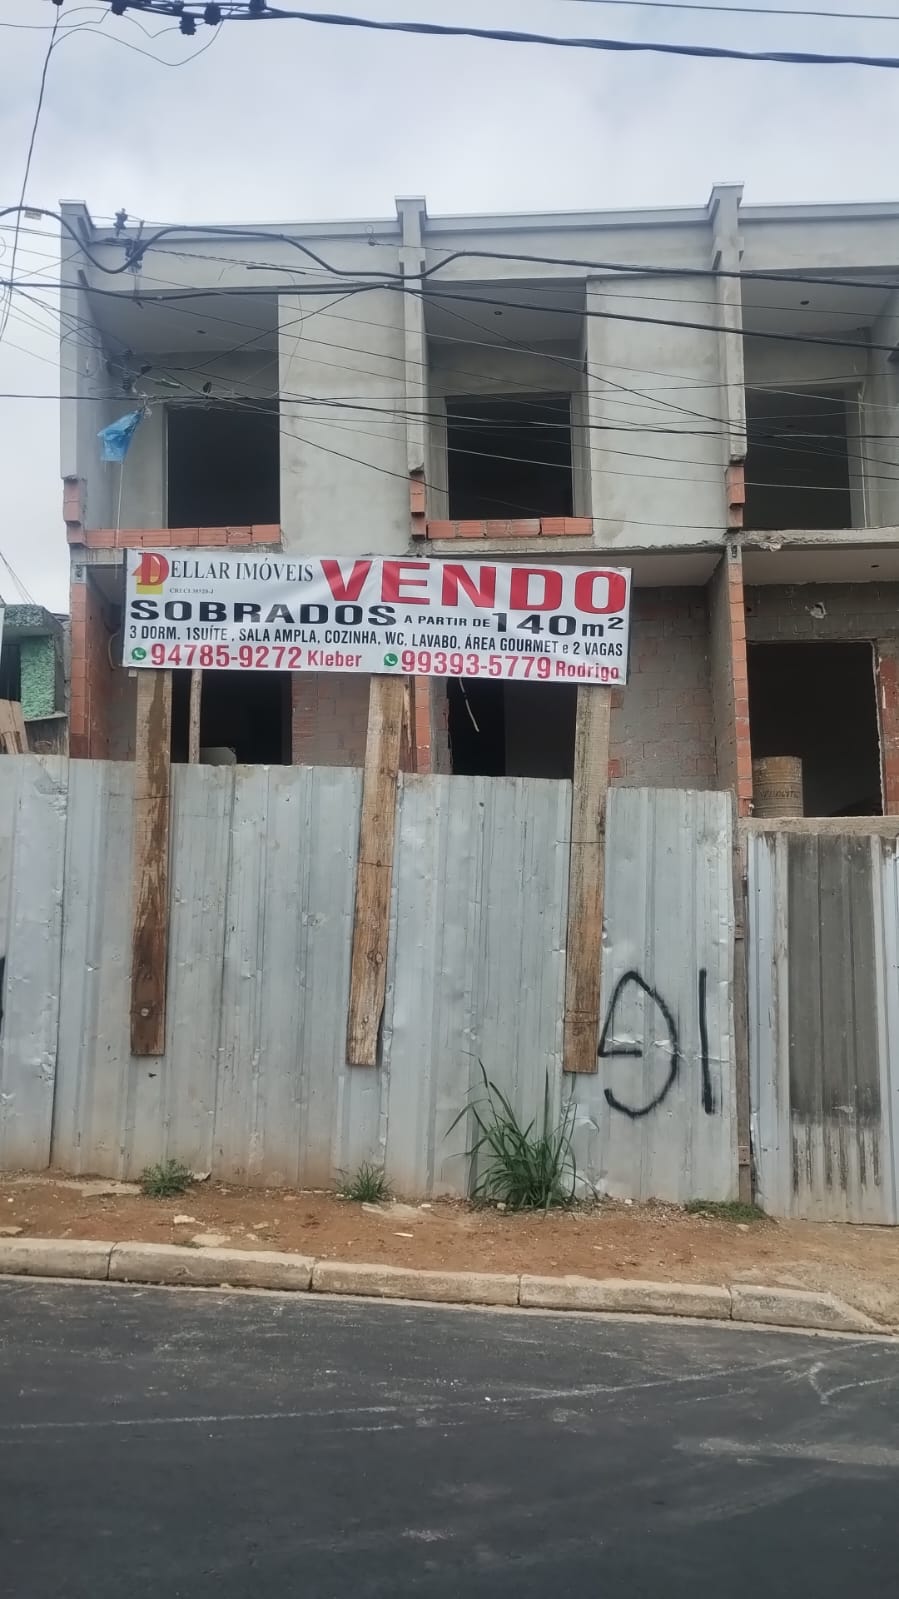 DELLAR IMÓVEIS VENDO
SOBRADOS A PARTIR DE 140m²
3 DORM. 1SUÍTE , SALA AMPLA, COZINHA, WC, LAVABO, ÁREA GOURMET e 2 VAGAS
94785-9272 Kleber 99393-5779 Rodrigo